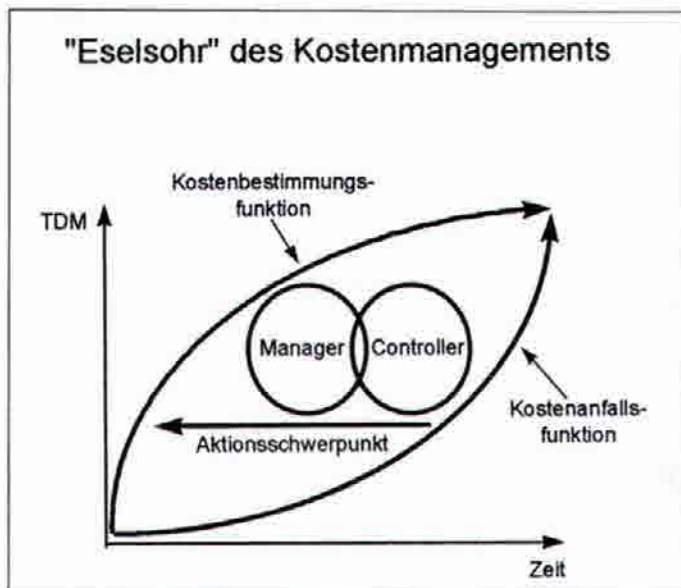 "Eselsohr" des Kostenmanagements
Kostenbestimmungs-
funktion
TDM
Manager
Controller
Kostenanfalls-
funktion
Aktionsschwerpunkt
Zeit